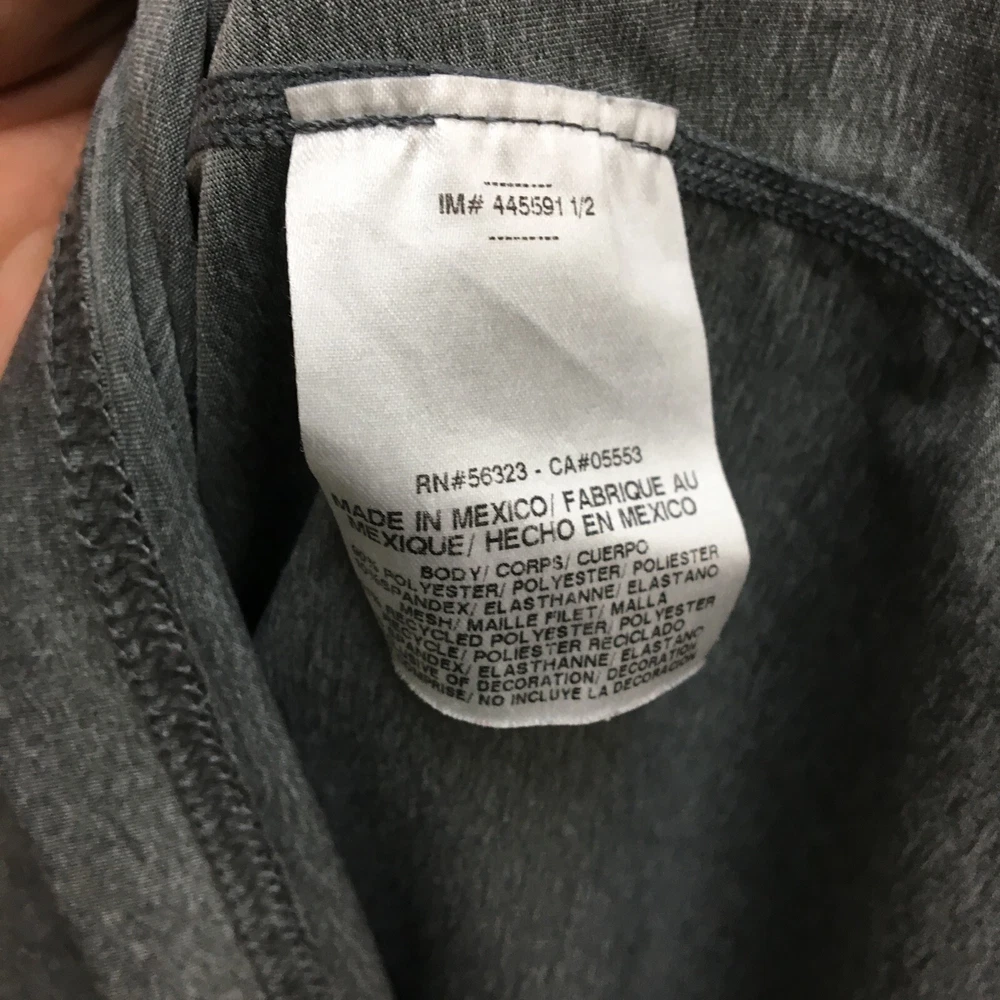 IM# 445591 1/2
RN#56323 - CA#05553
MADE IN MEXICO/ FABRIQUE AU
MEXIQUE/ HECHO EN MEXICO
BODY/ CORPS/ CUERPO
POLYESTER/ POLYESTER/ POLIESTER
SPANDEX/ ELASTHANNE/ ELASTANO
MESH/ MAILLE FILET/ MALLA
RECYCLED POLYESTER/ POLYESTER
POLIESTER RECICLADO
ELASTHANNE/ ELASTANO
OF DECORATION/ DECORATION
NO INCLUYE LA DECORACION